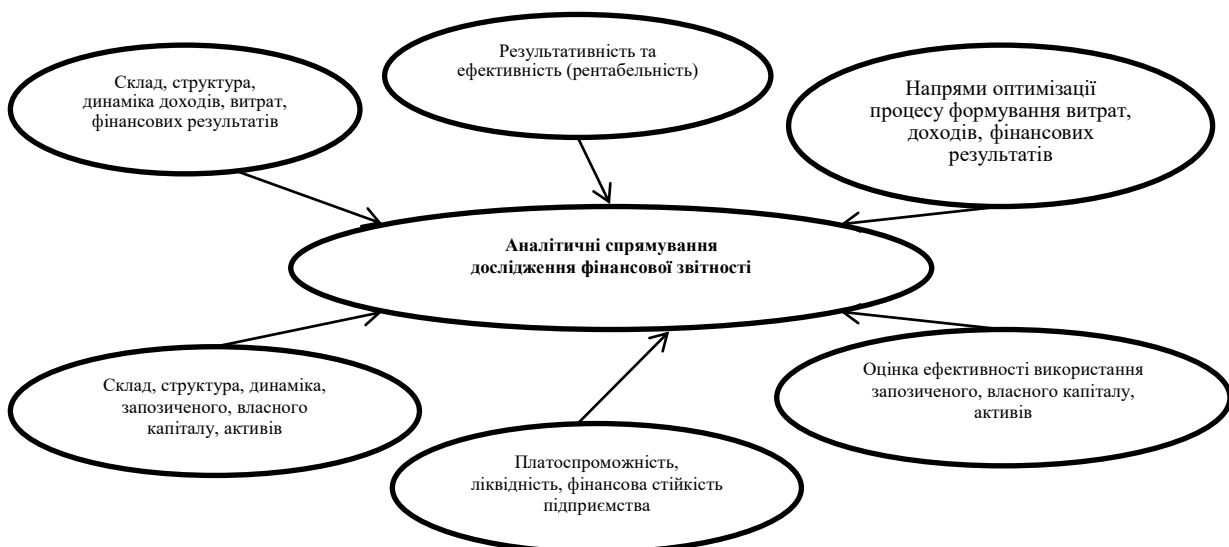 Склад, структура,
динаміка доходів, витрат,
фінансових результатів
Результативність та
ефективність (рентабельність)
Напрями оптимізації
процесу формування витрат,
доходів, фінансових
результатів
Аналітичні спрямування
дослідження фінансової звітності
Склад, структура, динаміка,
запозиченого, власного
капіталу, активів
Платоспроможність,
ліквідність, фінансова стійкість
підприємства
Оцінка ефективності використання
запозиченого, власного капіталу,
активів